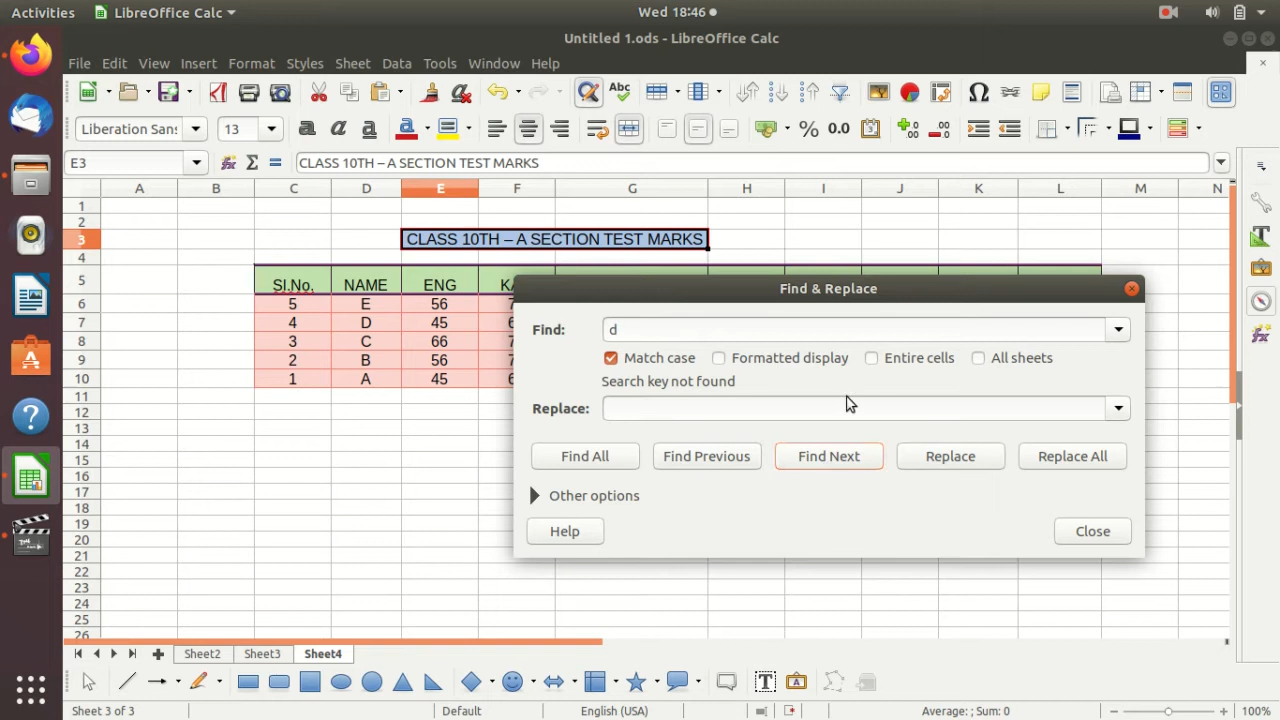 Activities LibreOffice Calc Wed 18:46
Untitled 1.ods - LibreOffice Calc
File Edit View Insert Format Styles Sheet Data Tools Window Help
Abc
Liberation Sans 13 % 0.0
E3 CLASS 10TH – A SECTION TEST MARKS
A B C D E F G H I J K L M N
1
2
3 CLASS 10TH – A SECTION TEST MARKS
4
5 Sl.No. NAME ENG
6 5 E 56
7 4 D 45
8 3 C 66
9 2 B 56
10 1 A 45
11
12
13
14
15
16
17
18
19
20
21
22
23
24
25
26
Find & Replace
Find: d
Match case Formatted display Entire cells All sheets
Search key not found
Replace:
Find All Find Previous Find Next Replace Replace All
Other options
Help Close
Sheet2 Sheet3 Sheet4
Sheet 3 of 3 Default English (USA) Average: ; Sum: 0 100%